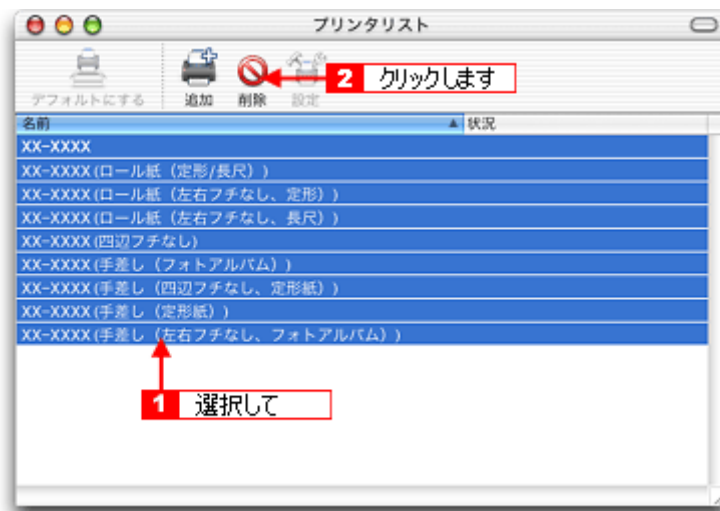 プリンタリスト
デフォルトにする 追加 削除 設定
2 クリックします
名前 状況
XX-XXXX
XX-XXXX(ロール紙（定形/長尺）)
XX-XXXX(ロール紙（左右フチなし、定形）)
XX-XXXX(ロール紙（左右フチなし、長尺）)
XX-XXXX(四辺フチなし)
XX-XXXX(手差し（フォトアルバム）)
XX-XXXX(手差し（四辺フチなし、定形紙）)
XX-XXXX(手差し（定形紙）)
XX-XXXX(手差し（左右フチなし、フォトアルバム）)
1 選択して